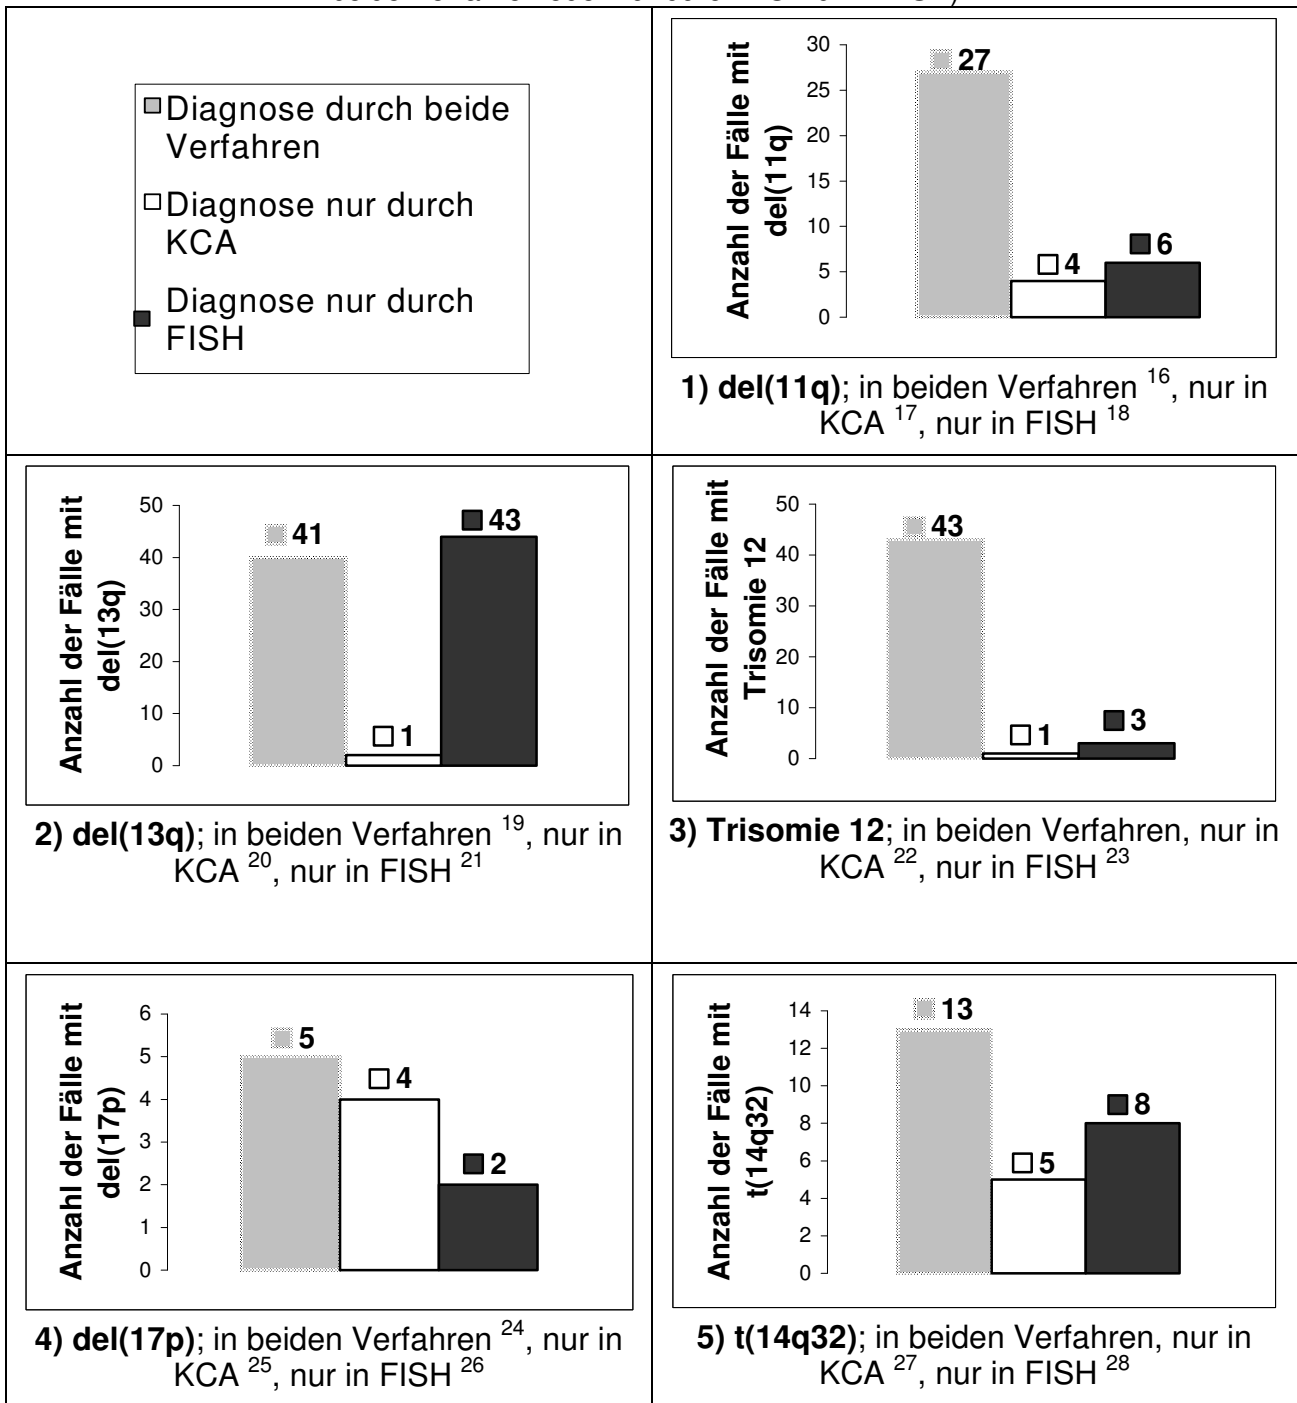 Diagnose durch beide
Verfahren
Diagnose nur durch
KCA
Diagnose nur durch
FISH
Anzahl der Fälle mit
del(11q)
30
25
20
15
10
5
0
27
4
6
1) del(11q); in beiden Verfahren 16, nur in
KCA 17, nur in FISH 18
Anzahl der Fälle mit
del(13q)
50
40
30
20
10
0
41
1
43
2) del(13q); in beiden Verfahren 19, nur in
KCA 20, nur in FISH 21
Anzahl der Fälle mit
Trisomie 12
50
40
30
20
10
0
43
1
3
3) Trisomie 12; in beiden Verfahren, nur in
KCA 22, nur in FISH 23
Anzahl der Fälle mit
del(17p)
6
5
4
3
2
1
0
5
4
2
4) del(17p); in beiden Verfahren 24, nur in
KCA 25, nur in FISH 26
Anzahl der Fälle mit
t(14q32)
14
12
10
8
6
4
2
0
13
5
8
5) t(14q32); in beiden Verfahren, nur in
KCA 27, nur in FISH 28